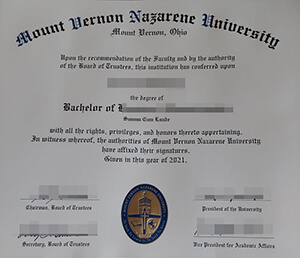 Mount Vernon Nazarene University
Mount Vernon, Ohio
Upon the recommendation of the Faculty and by the authority
of the Board of Trustees, this institution has conferred upon
the degree of
Bachelor of
Summa Cum Laude
with all the rights, privileges, and honors thereto appertaining.
In witness whereof, the authorities of Mount Vernon Nazarene University
have affixed their signatures.
Given in this year of 2021.
Chairman, Board of Trustees
President of the University
Secretary, Board of Trustees
Vice President for Academic Affairs